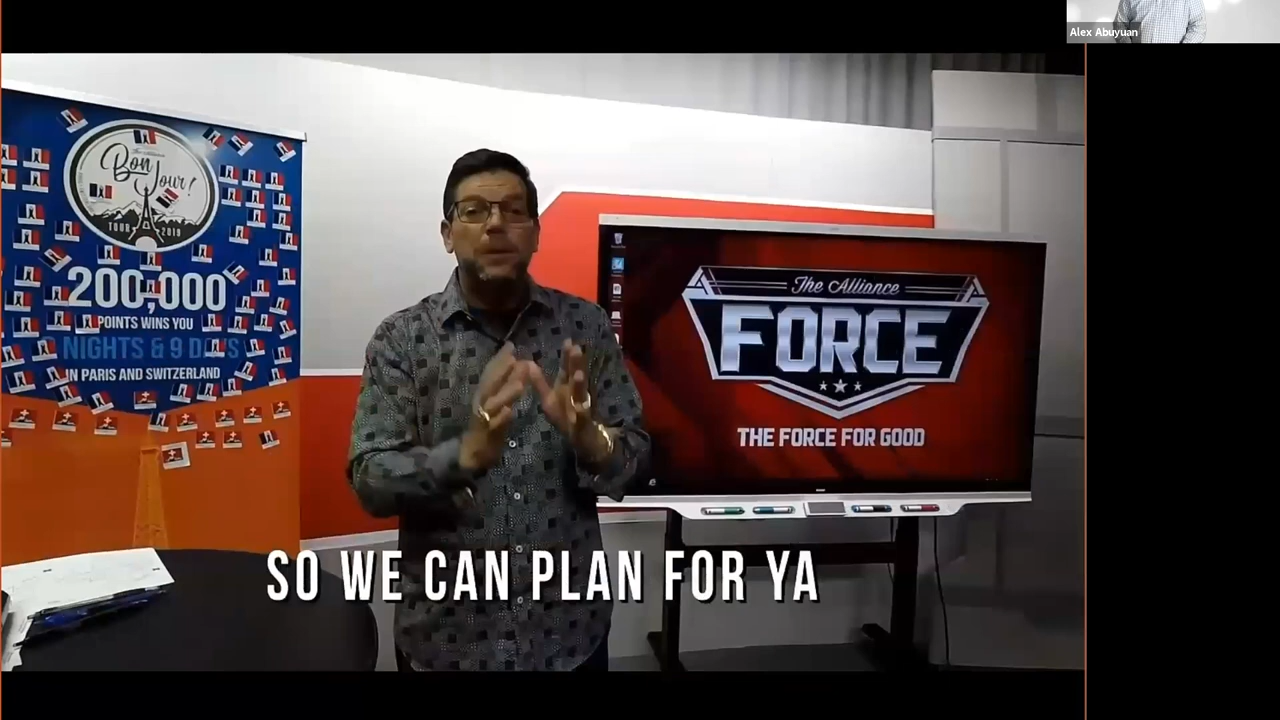 Alex Abuyuan
Bon
Jour!
TOUR 2019
200,000
POINTS WINS YOU
NIGHTS & 9 DAYS
IN PARIS AND SWITZERLAND
The Alliance
FORCE
THE FORCE FOR GOOD
SO WE CAN PLAN FOR YA